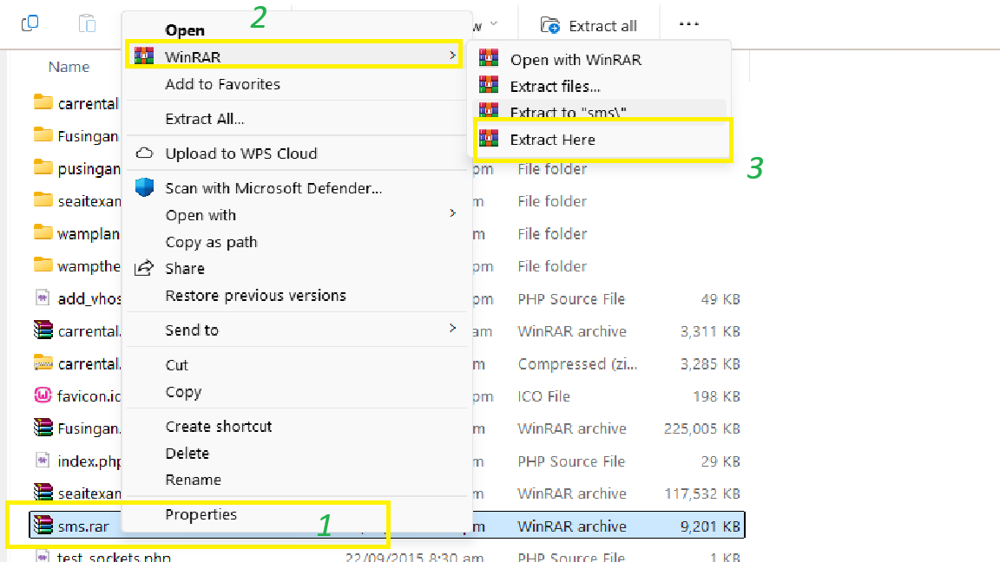 2
Open
w
Extract all
WinRAR
Open with WinRAR
Name
Add to Favorites
Extract files...
carrental
Extract to "sms\"
Extract All...
Fusingan
Extract Here
Upload to WPS Cloud
3
pusingan
pm File folder
Scan with Microsoft Defender...
seaitexan
m File folder
Open with
wamplan
m File folder
Copy as path
wampthe
Share
pm File folder
Restore previous versions
add_vhos
pm PHP Source File 49 KB
Send to
carrental.
am WinRAR archive 3,311 KB
Cut
carrental.
m Compressed (zi... 3,285 KB
Copy
favicon.ic
pm ICO File 198 KB
Create shortcut
Fusingan.
m WinRAR archive 225,005 KB
Delete
index.php
m PHP Source File 29 KB
Rename
seaitexan
m WinRAR archive 117,532 KB
Properties
1
sms.rar
pm WinRAR archive 9,201 KB
test_sockets.php 22/09/2015 8:30 am PHP Source File 1 KB